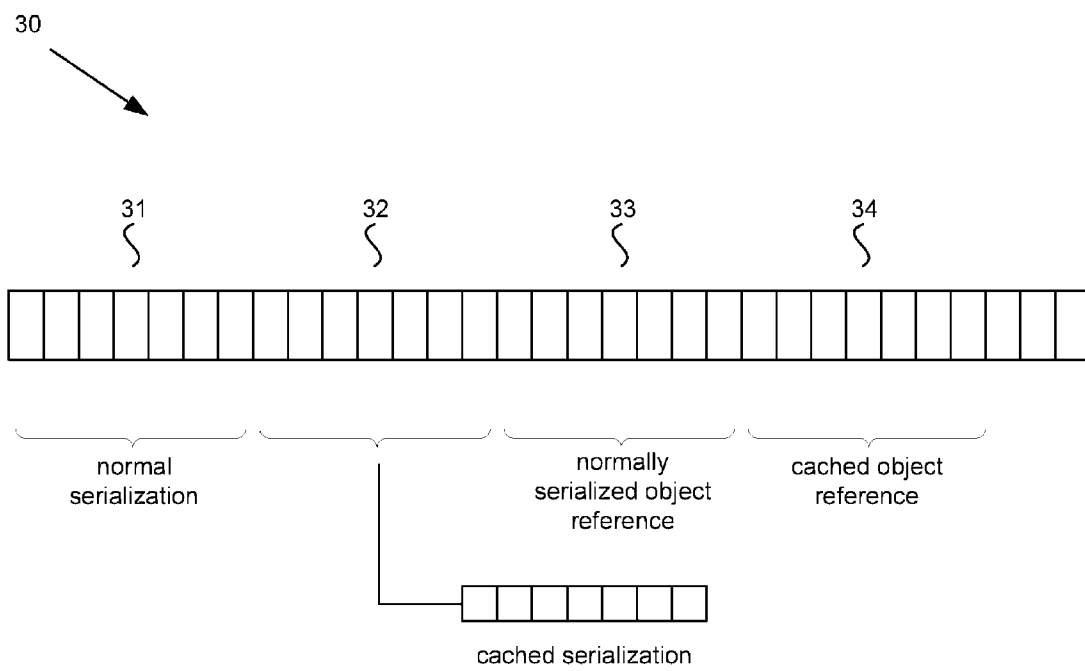 30
31
32
33
34
normal
serialization
normally
serialized object
reference
cached object
reference
cached serialization